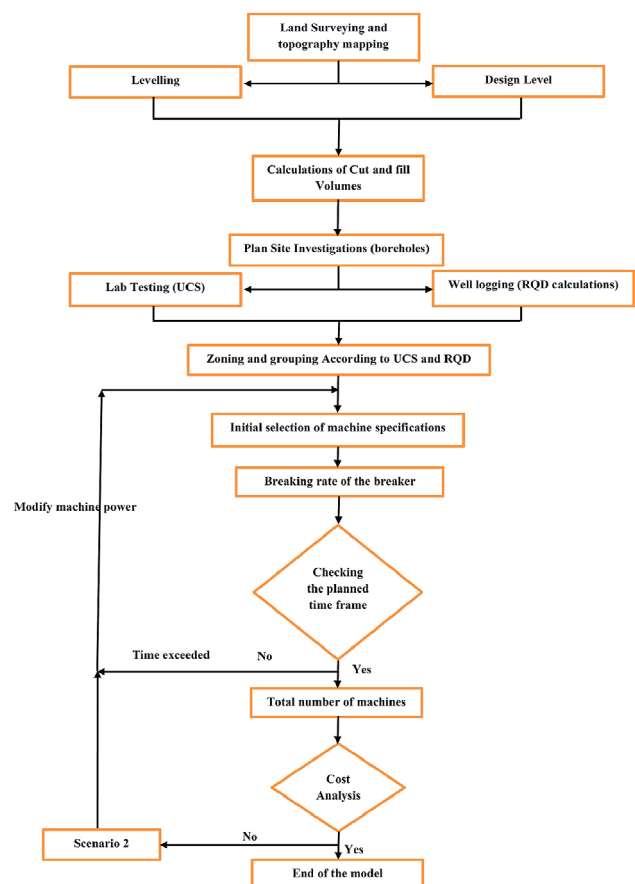 Land Surveying and
topography mapping
Levelling
Design Level
Calculations of Cut and fill
Volumes
Plan Site Investigations (boreholes)
Lab Testing (UCS)
Well logging (RQD calculations)
Zoning and grouping According to UCS and RQD
Initial selection of machine specifications
Breaking rate of the breaker
Modify machine power
Checking
the planned
time frame
Time exceeded
No
Yes
Total number of machines
Cost
Analysis
No
Yes
Scenario 2
End of the model